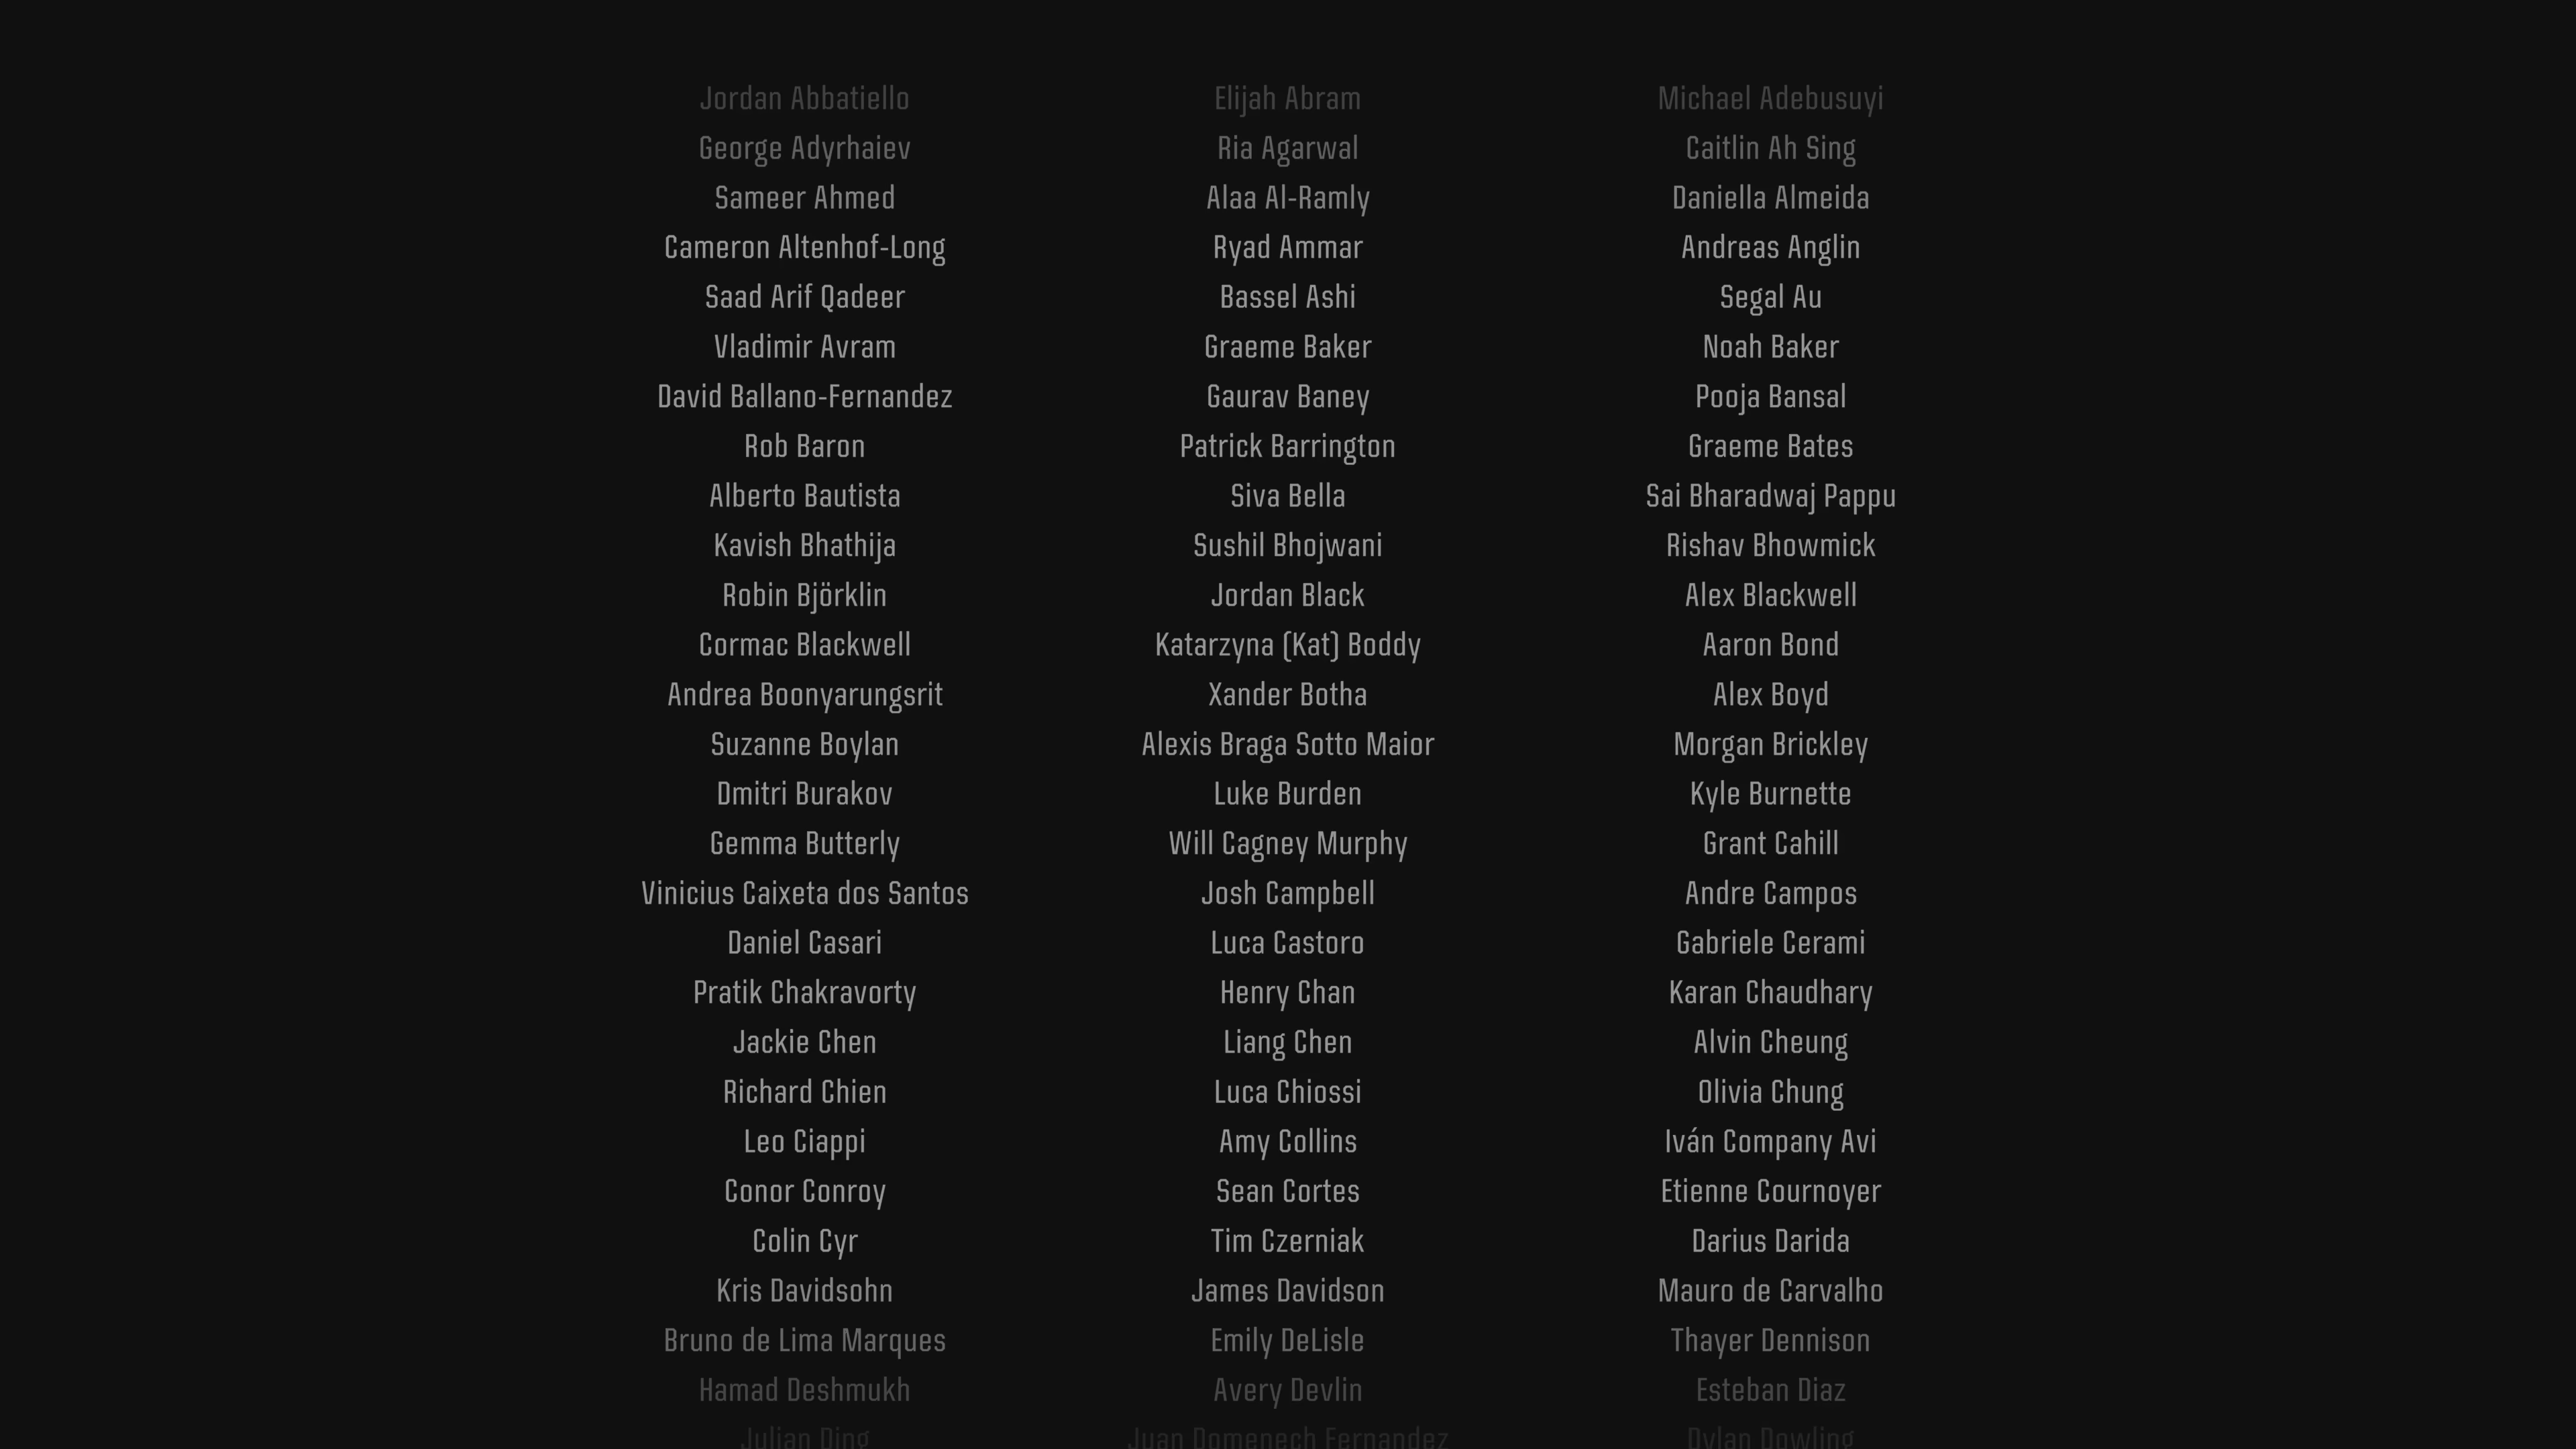 Jordan Abbatiello Elijah Abram Michael Adebusuyi
George Adyrhaiev Ria Agarwal Caitlin Ah Sing
Sameer Ahmed Alaa Al-Ramly Daniella Almeida
Cameron Altenhof-Long Ryad Ammar Andreas Anglin
Saad Arif Qadeer Bassel Ashi Segal Au
Vladimir Avram Graeme Baker Noah Baker
David Ballano-Fernandez Gaurav Baney Pooja Bansal
Rob Baron Patrick Barrington Graeme Bates
Alberto Bautista Siva Bella Sai Bharadwaj Pappu
Kavish Bhathija Sushil Bhojwani Rishav Bhowmick
Robin Björklin Jordan Black Alex Blackwell
Cormac Blackwell Katarzyna (Kat) Boddy Aaron Bond
Andrea Boonyarungsrit Xander Botha Alex Boyd
Suzanne Boylan Alexis Braga Sotto Maior Morgan Brickley
Dmitri Burakov Luke Burden Kyle Burnette
Gemma Butterly Will Cagney Murphy Grant Cahill
Vinicius Caixeta dos Santos Josh Campbell Andre Campos
Daniel Casari Luca Castoro Gabriele Cerami
Pratik Chakravorty Henry Chan Karan Chaudhary
Jackie Chen Liang Chen Alvin Cheung
Richard Chien Luca Chiossi Olivia Chung
Leo Ciappi Amy Collins Iván Company Avi
Conor Conroy Sean Cortes Etienne Cournoyer
Colin Cyr Tim Czerniak Darius Darida
Kris Davidsohn James Davidson Mauro de Carvalho
Bruno de Lima Marques Emily DeLisle Thayer Dennison
Hamad Deshmukh Avery Devlin Esteban Diaz
Julian Ding Juan Domenech Fernandez Dylan Dowling